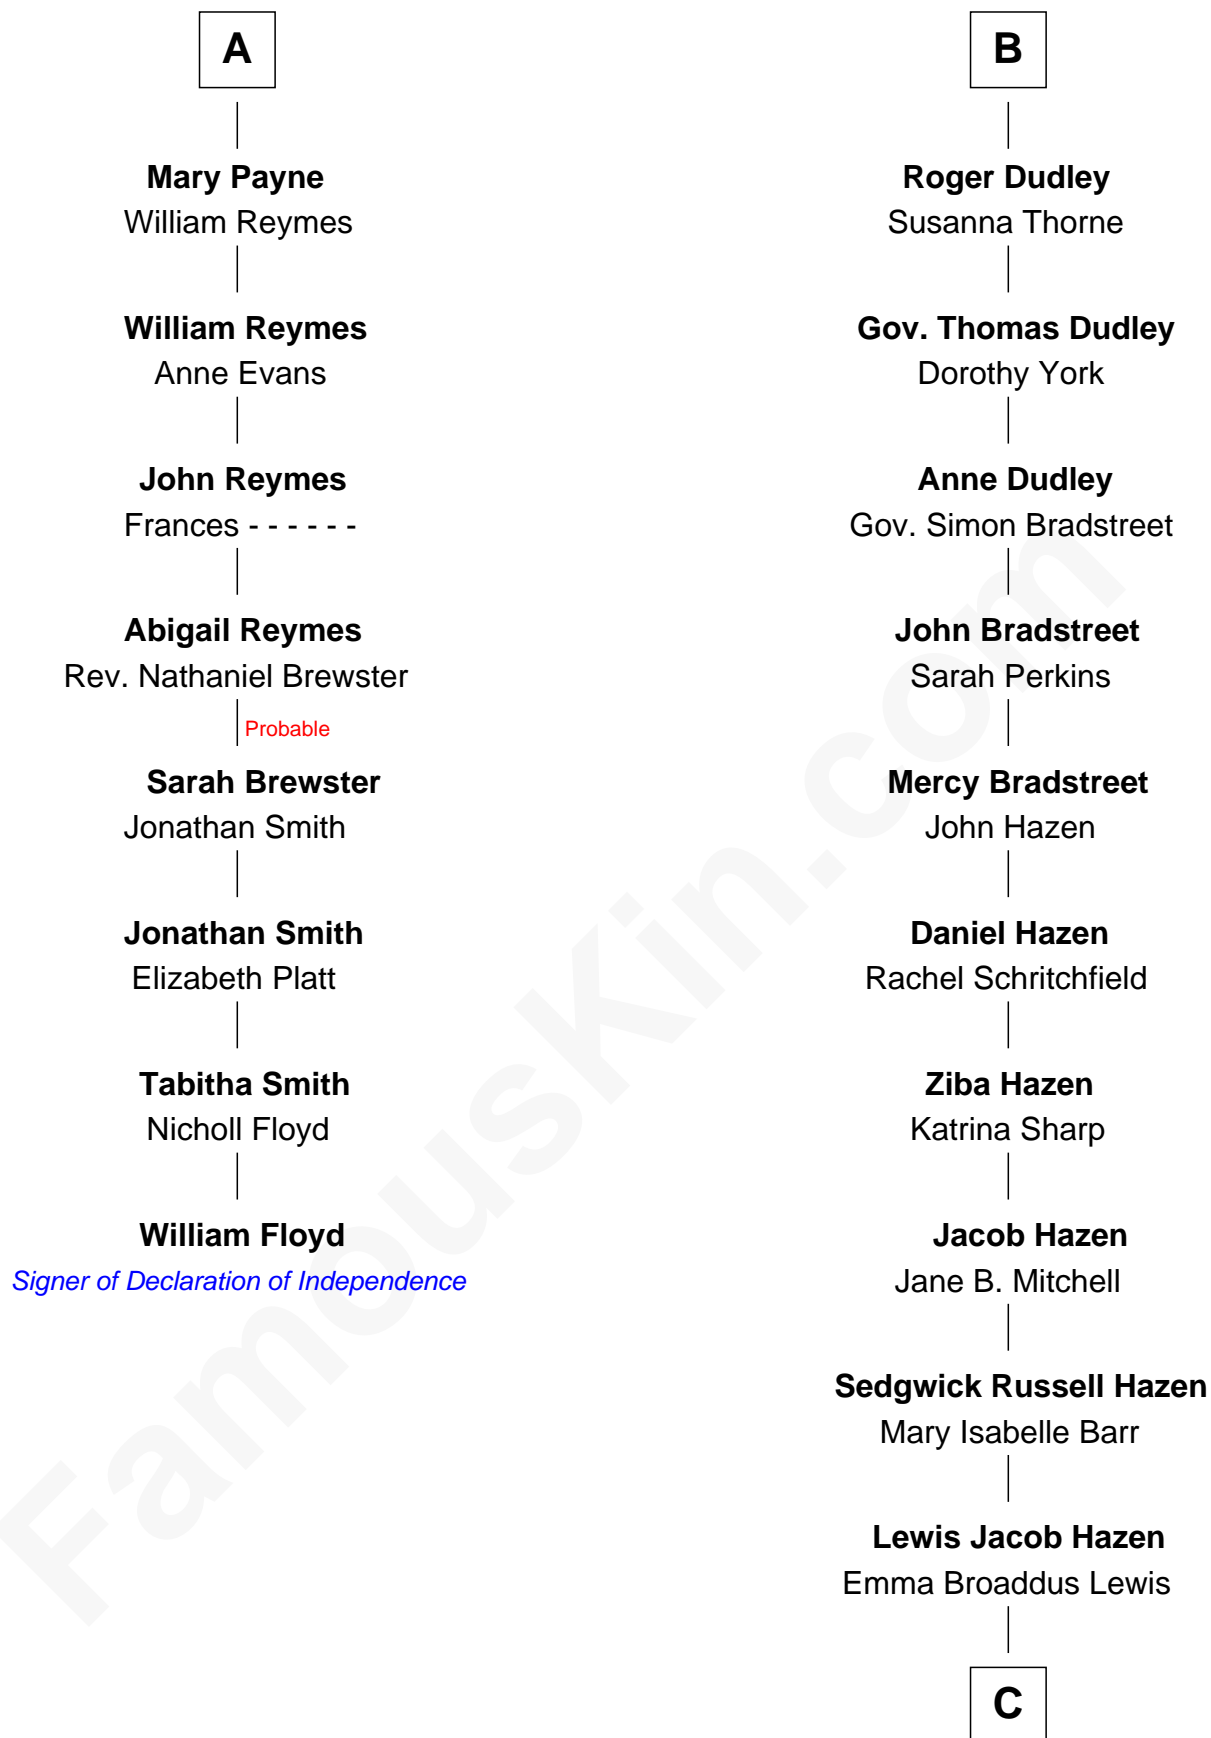 A
Mary Payne
William Reymes
William Reymes
Anne Evans
John Reymes
Frances - - - - - -
Abigail Reymes
Rev. Nathaniel Brewster
Probable
Sarah Brewster
Jonathan Smith
Jonathan Smith
Elizabeth Platt
Tabitha Smith
Nicholl Floyd
William Floyd
Signer of Declaration of Independence
B
Roger Dudley
Susanna Thorne
Gov. Thomas Dudley
Dorothy York
Anne Dudley
Gov. Simon Bradstreet
John Bradstreet
Sarah Perkins
Mercy Bradstreet
John Hazen
Daniel Hazen
Rachel Schritchfield
Ziba Hazen
Katrina Sharp
Jacob Hazen
Jane B. Mitchell
Sedgwick Russell Hazen
Mary Isabelle Barr
Lewis Jacob Hazen
Emma Broaddus Lewis
C
FamousKin.com